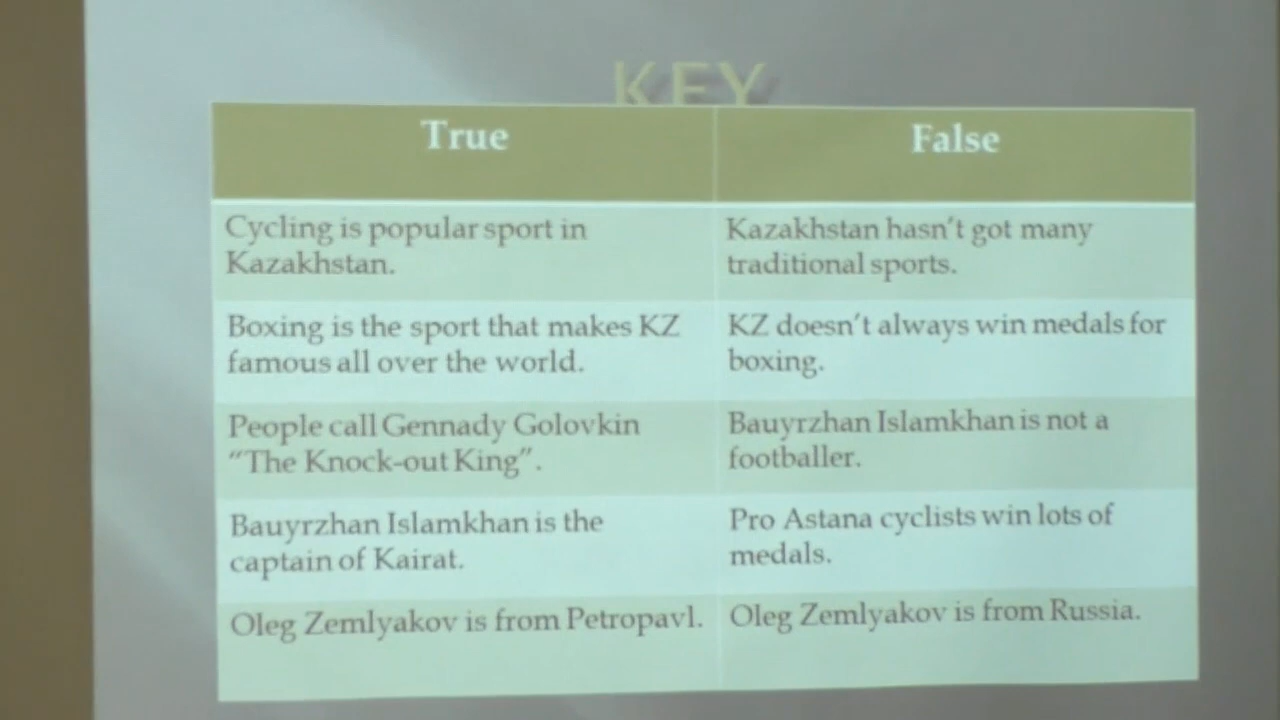 KEY
True
False
Cycling is popular sport in
Kazakhstan.
Kazakhstan hasn't got many
traditional sports.
Boxing is the sport that makes KZ
famous all over the world.
KZ doesn't always win medals for
boxing.
People call Gennady Golovkin
"The Knock-out King".
Bauyrzhan Islamkhan is not a
footballer.
Bauyrzhan Islamkhan is the
captain of Kairat.
Pro Astana cyclists win lots of
medals.
Oleg Zemlyakov is from Petropavl.
Oleg Zemlyakov is from Russia.